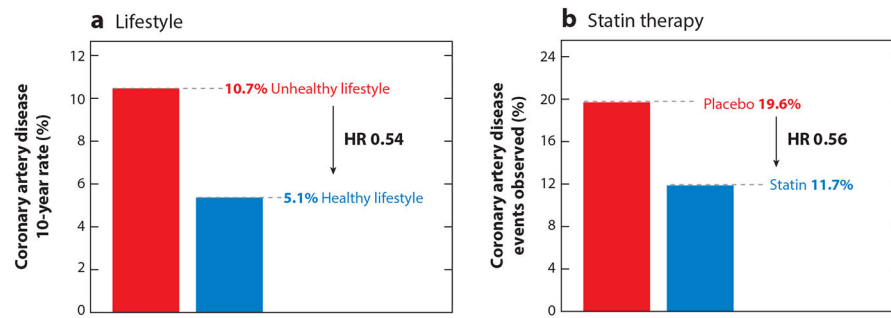 a Lifestyle
Coronary artery disease
10-year rate (%)
12
10
8
6
4
2
0
10.7% Unhealthy lifestyle
HR 0.54
5.1% Healthy lifestyle
b Statin therapy
Coronary artery disease
events observed (%)
24
20
16
12
8
4
0
Placebo 19.6%
HR 0.56
Statin 11.7%